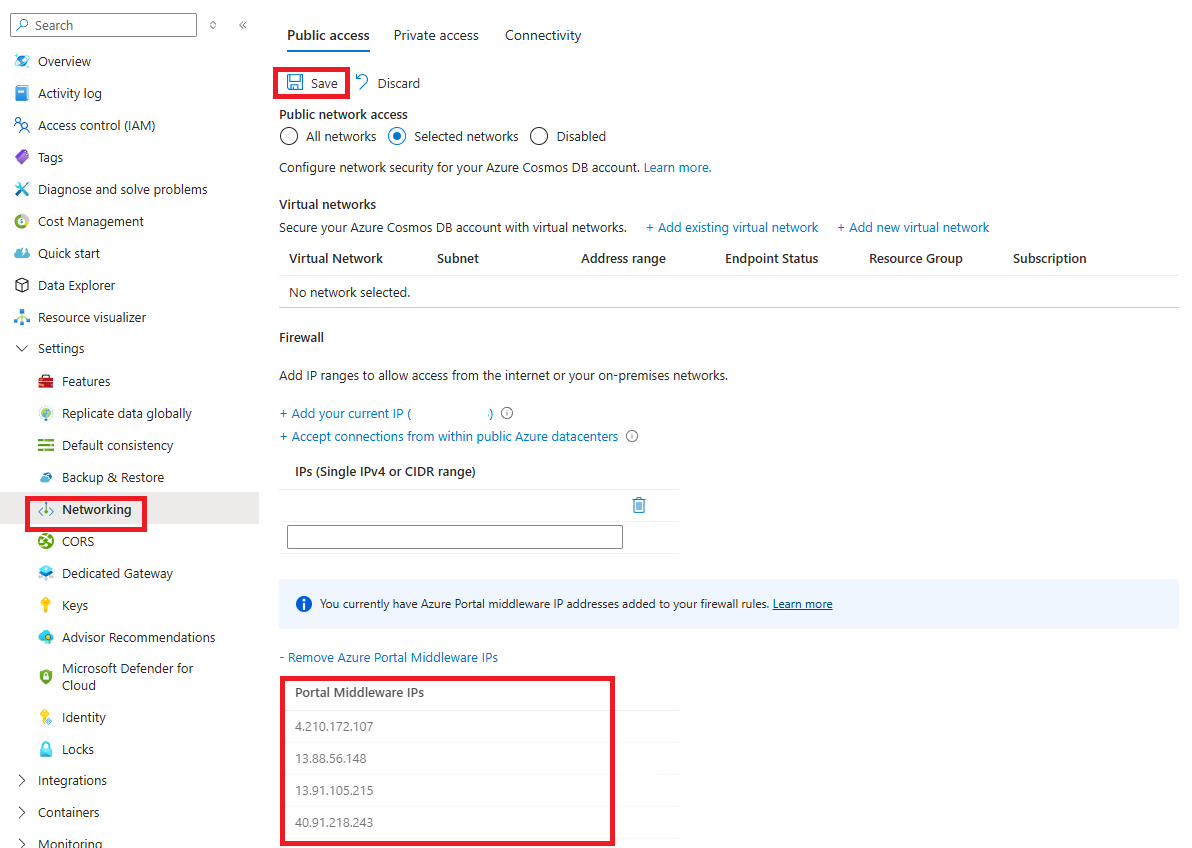 Search
Overview
Activity log
Access control (IAM)
Tags
Diagnose and solve problems
Cost Management
Quick start
Data Explorer
Resource visualizer
Settings
Features
Replicate data globally
Default consistency
Backup & Restore
Networking
CORS
Dedicated Gateway
Keys
Advisor Recommendations
Microsoft Defender for
Cloud
Identity
Locks
Integrations
Containers
Monitoring
Public access Private access Connectivity
Save Discard
Public network access
All networks Selected networks Disabled
Configure network security for your Azure Cosmos DB account. Learn more.
Virtual networks
Secure your Azure Cosmos DB account with virtual networks. + Add existing virtual network + Add new virtual network
Virtual Network Subnet Address range Endpoint Status Resource Group Subscription
No network selected.
Firewall
Add IP ranges to allow access from the internet or your on-premises networks.
+ Add your current IP ( )
+ Accept connections from within public Azure datacenters
IPs (Single IPv4 or CIDR range)
You currently have Azure Portal middleware IP addresses added to your firewall rules. Learn more
- Remove Azure Portal Middleware IPs
Portal Middleware IPs
4.210.172.107
13.88.56.148
13.91.105.215
40.91.218.243